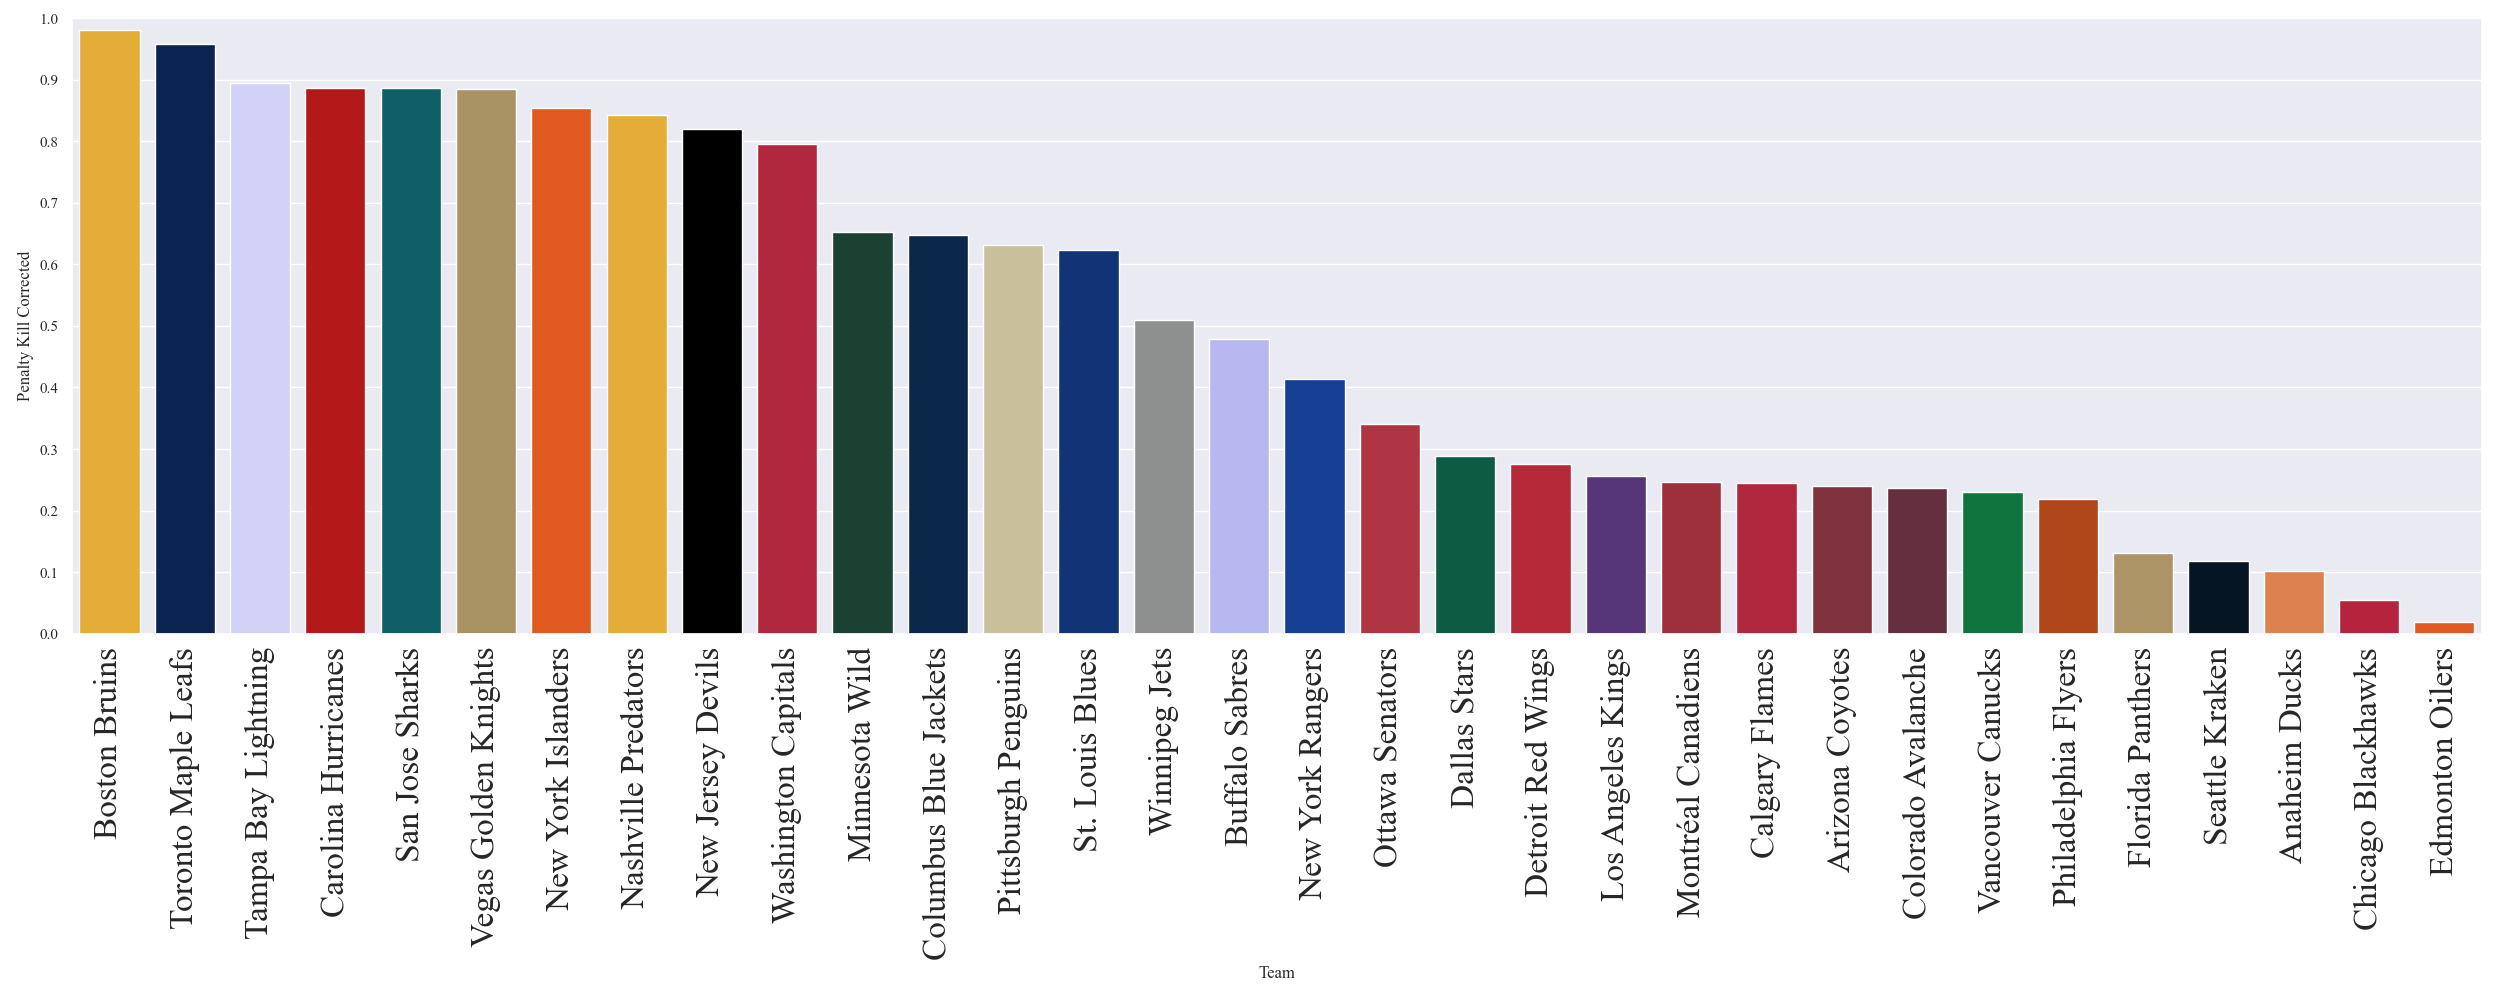 1.0
0.9
0.8
0.7
0.6
0.5
0.4
0.3
0.2
0.1
0.0
Penalty Kill Corrected
Boston Bruins
Toronto Maple Leafs
Tampa Bay Lightning
Carolina Hurricanes
San Jose Sharks
Vegas Golden Knights
New York Islanders
Nashville Predators
New Jersey Devils
Washington Capitals
Minnesota Wild
Columbus Blue Jackets
Pittsburgh Penguins
St. Louis Blues
Winnipeg Jets
Buffalo Sabres
New York Rangers
Ottawa Senators
Dallas Stars
Detroit Red Wings
Los Angeles Kings
Montréal Canadiens
Calgary Flames
Arizona Coyotes
Colorado Avalanche
Vancouver Canucks
Philadelphia Flyers
Florida Panthers
Seattle Kraken
Anaheim Ducks
Chicago Blackhawks
Edmonton Oilers
Team